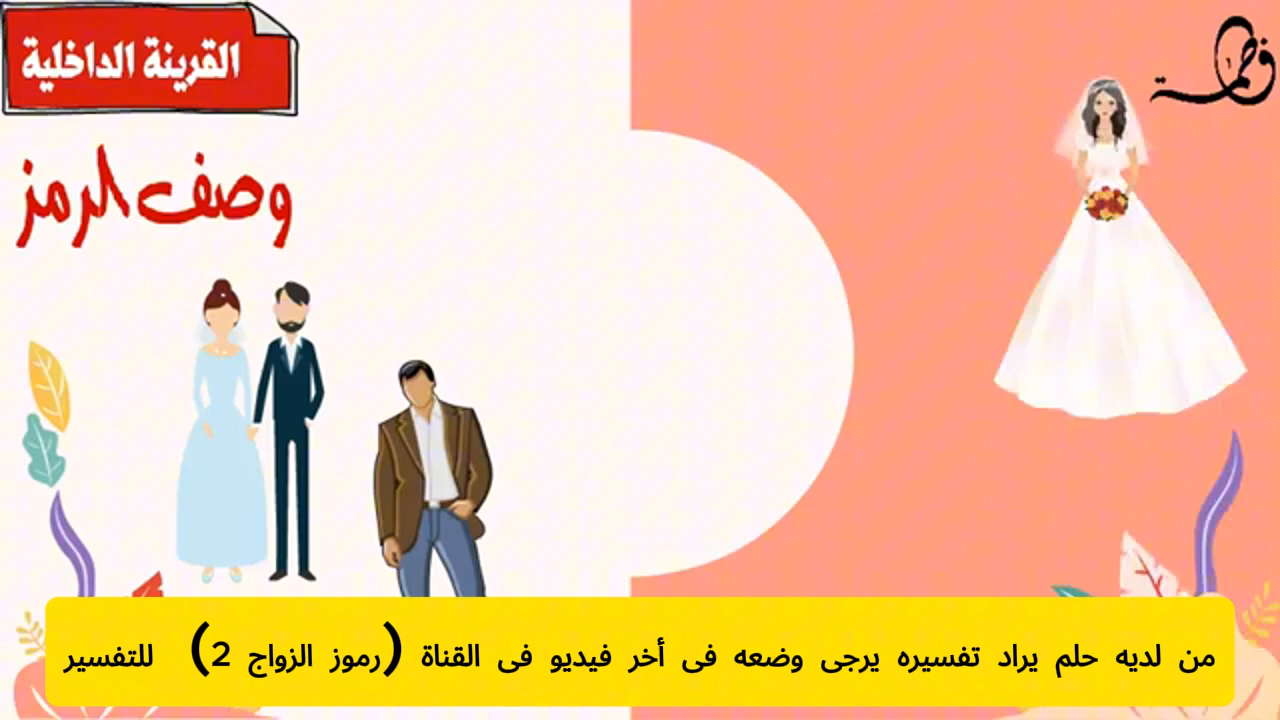 القرينة الداخلية
فاطمة
وصف الرمز
من لديه حلم يراد تفسيره يرجى وضعه فى أخر فيديو فى القناة (رموز الزواج 2) للتفسير